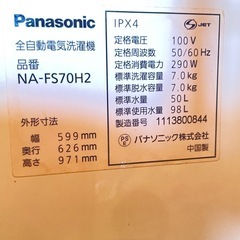 Panasonic
IPX4
JET
全自動電気洗濯機
品番
NA-FS70H2
外形寸法
幅 599mm
奥行 626mm
高さ 971mm
定格電圧 100V
定格周波数 50/60Hz
定格消費電力 290W
標準洗濯容量 7.0kg
標準脱水容量 7.0kg
標準水量 50L
標準使用水量 98L
製造番号 1113800844
PSE
パナソニック株式会社
中国製